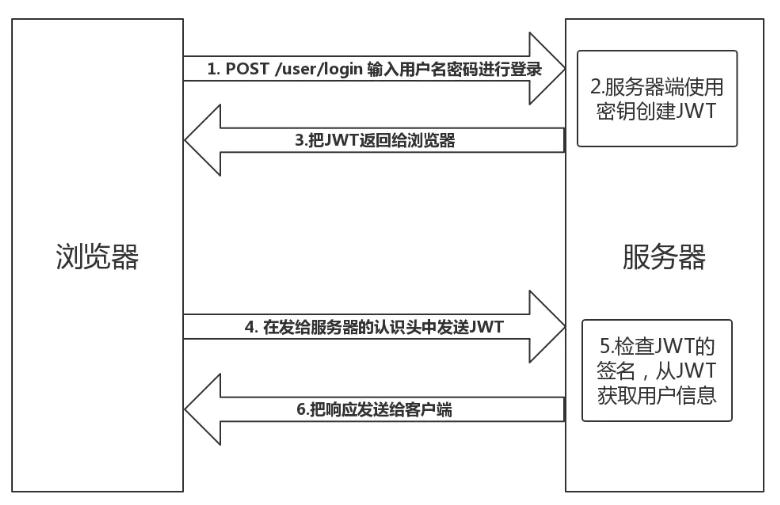 1. POST /user/login 输入用户名密码进行登录
2.服务器端使用
密钥创建JWT
3.把JWT返回给浏览器
浏览器
服务器
4. 在发给服务器的认识头中发送JWT
5.检查JWT的
签名，从JWT
获取用户信息
6.把响应发送给客户端